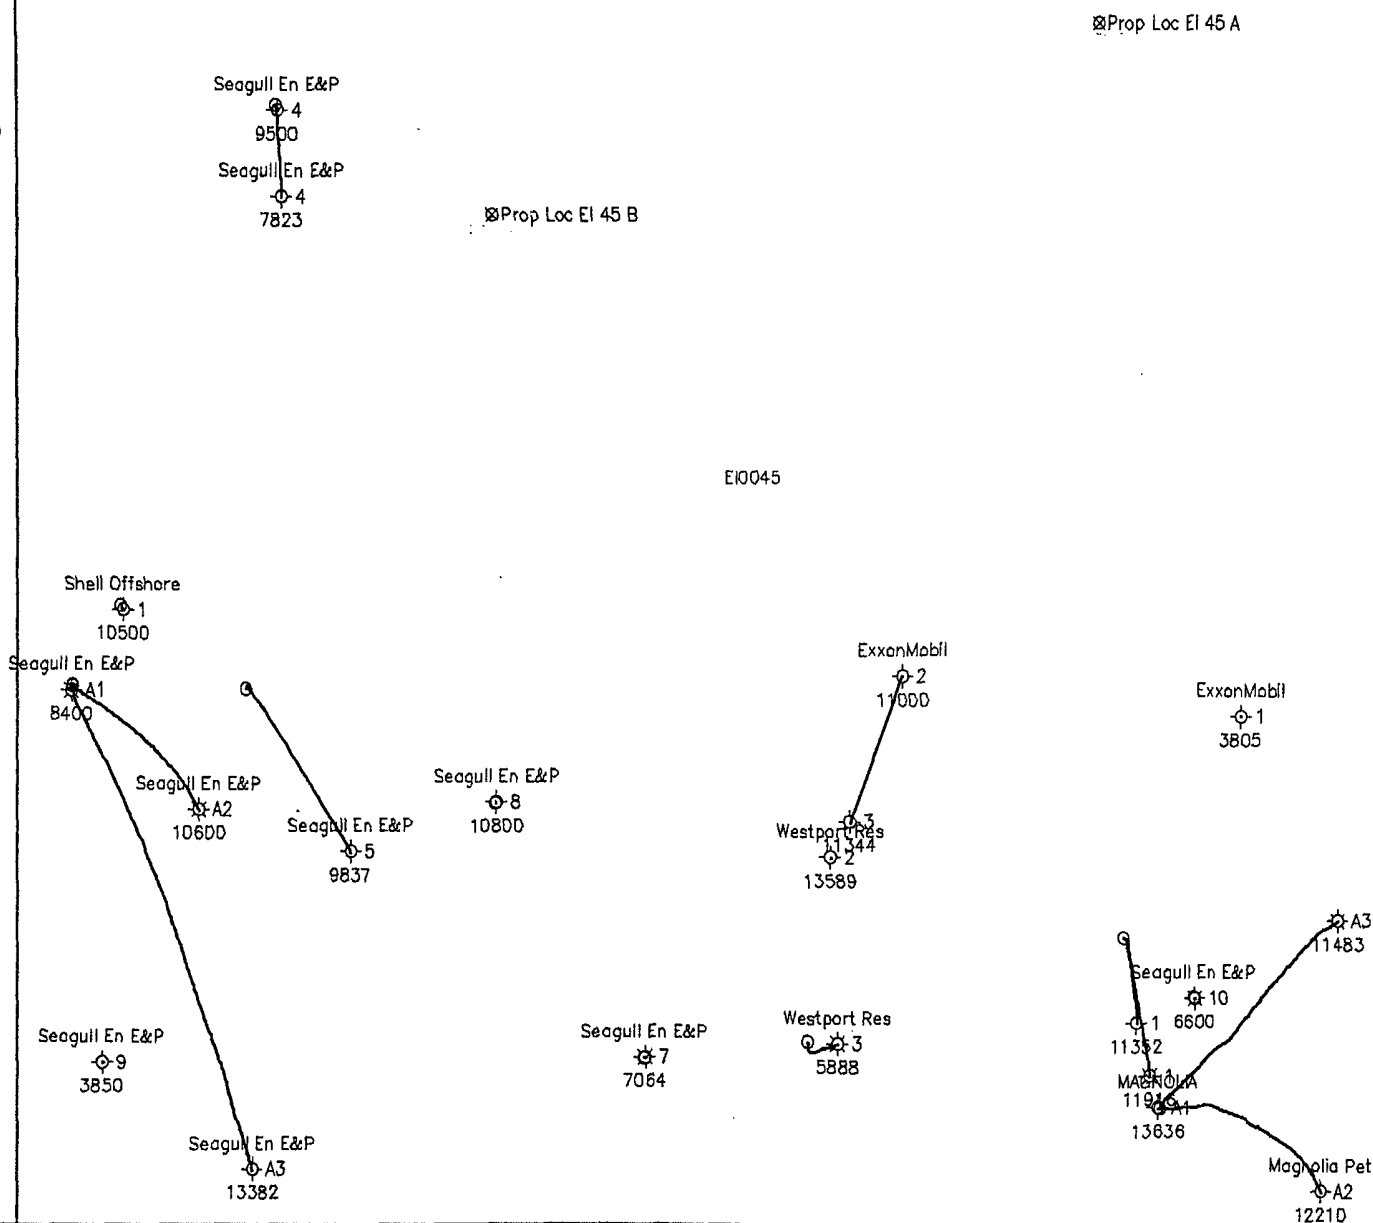 Prop Loc EI 45 A
Seagull En E&P
4
9500
Seagull En E&P
4
7823
Prop Loc EI 45 B
EI0045
Shell Offshore
1
10500
Seagull En E&P
A1
8400
ExxonMobil
2
11000
ExxonMobil
1
3805
Seagull En E&P
A2
10600
Seagull En E&P
5
9837
Seagull En E&P
8
10800
3
Westport Res
11344
2
13589
A3
11483
Seagull En E&P
10
6600
1
11352
Seagull En E&P
9
3850
Seagull En E&P
7
7064
Westport Res
3
5888
1
MAGNOLIA
A1
13636
Seagull En E&P
A3
13382
Magnolia Pet
A2
12210